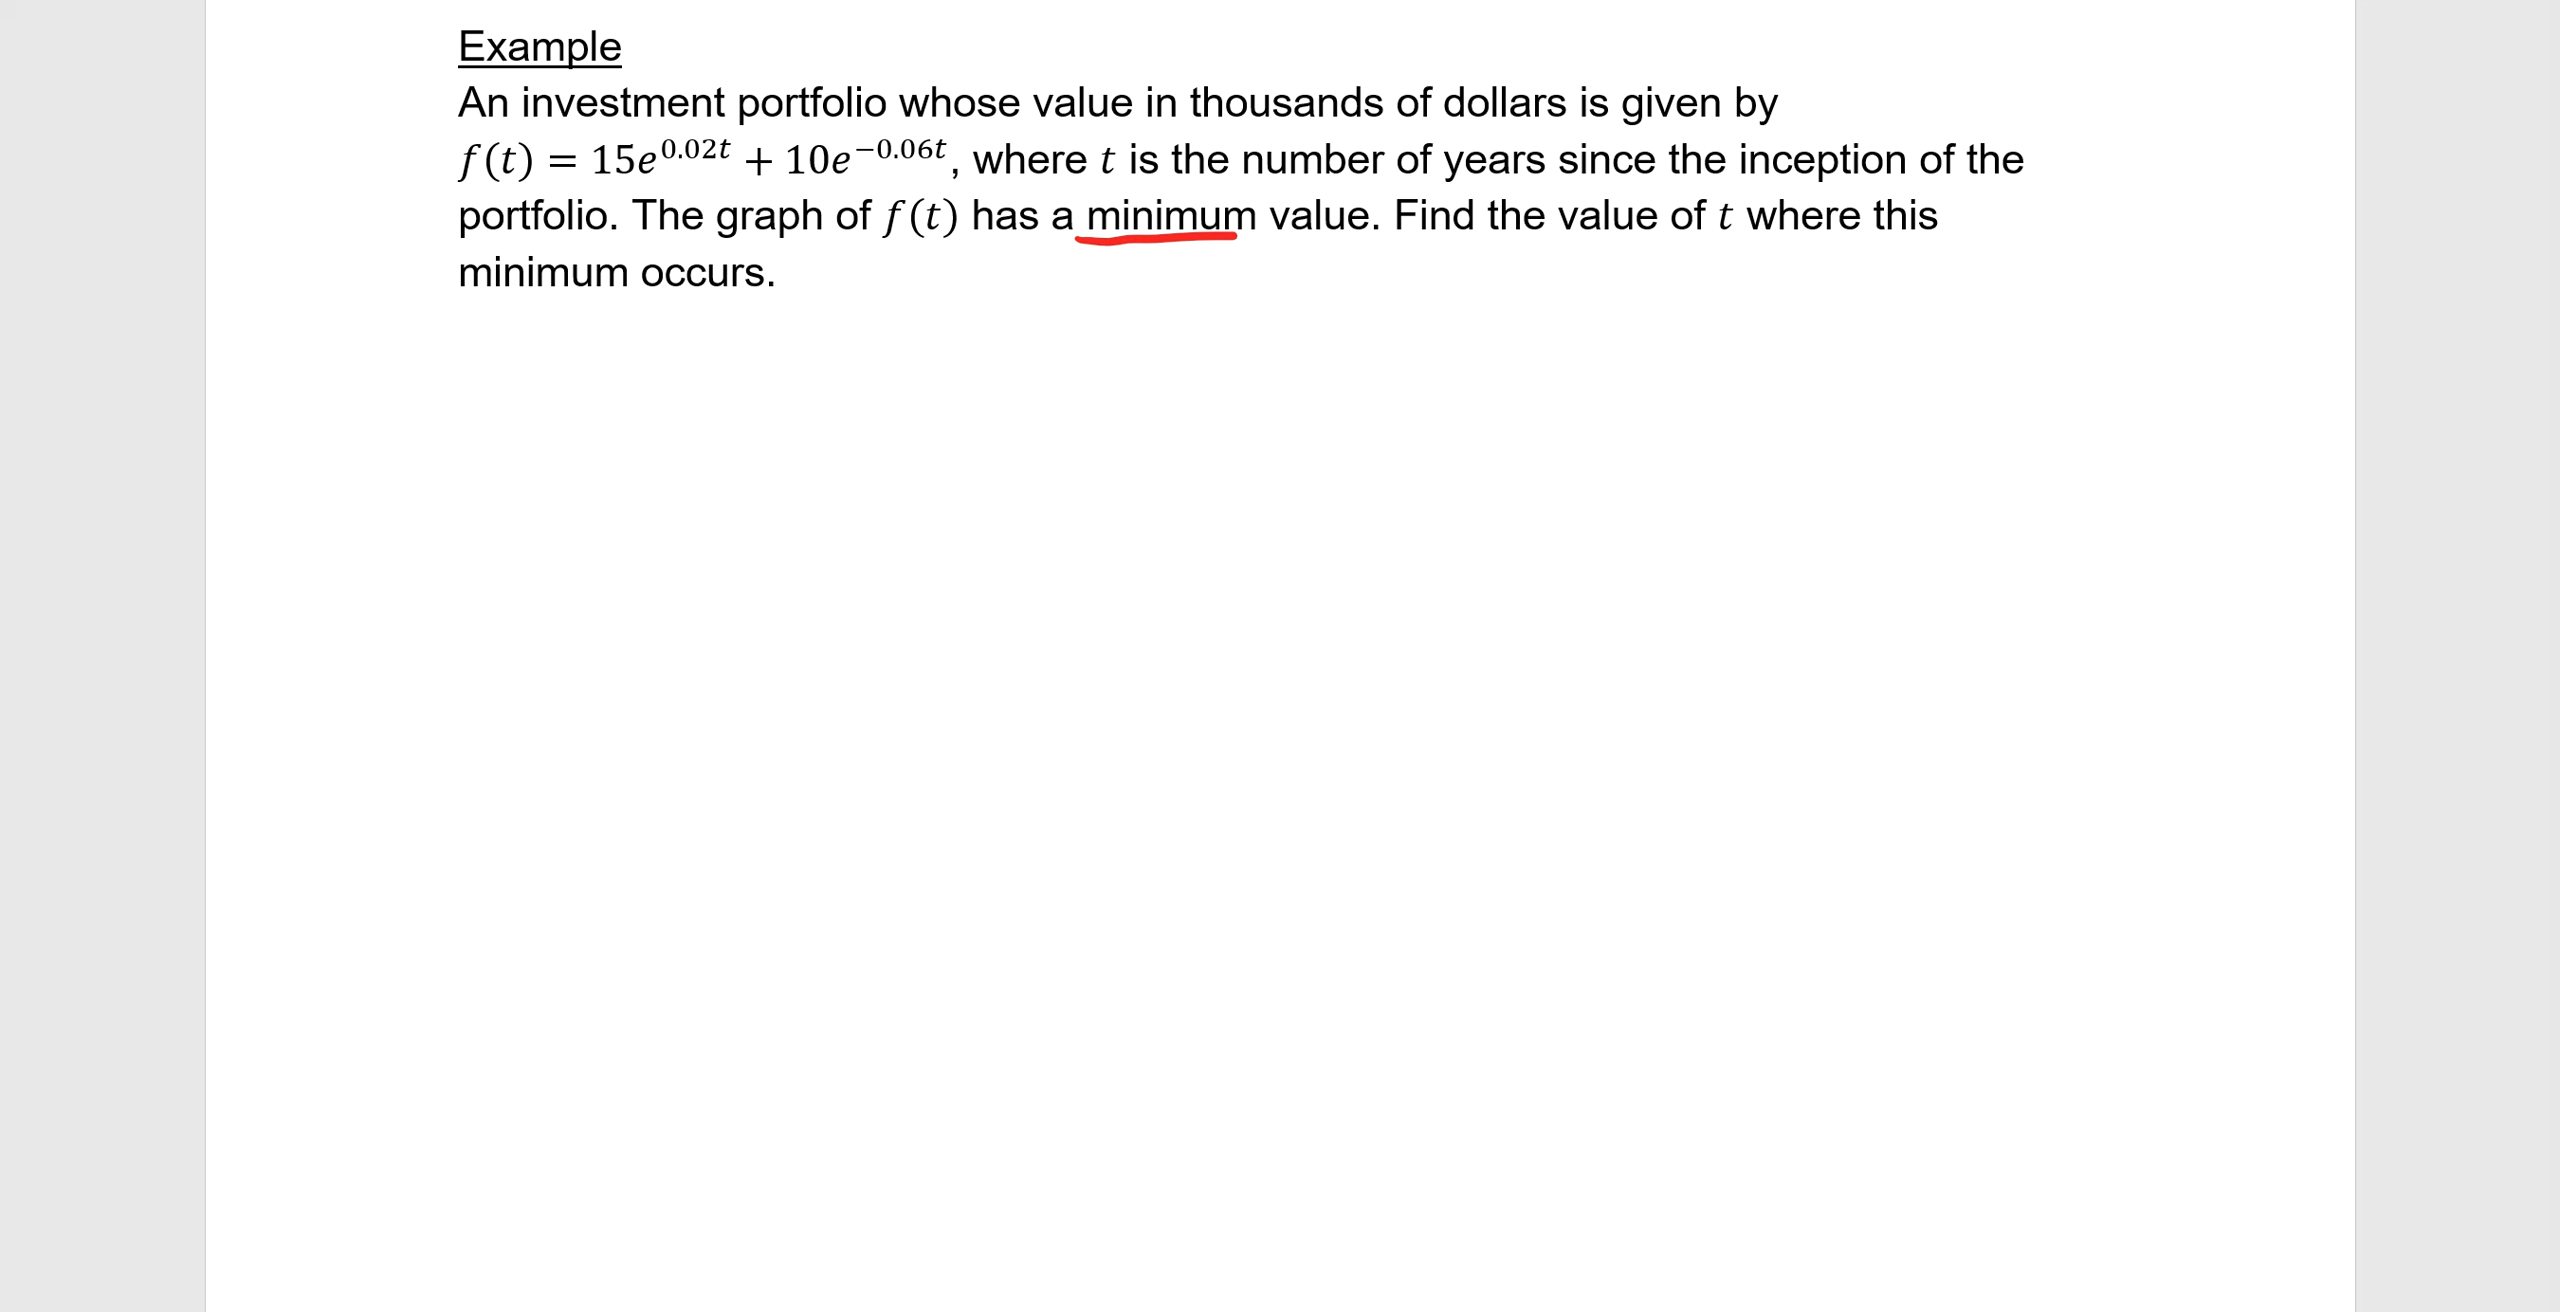 Example
An investment portfolio whose value in thousands of dollars is given by
f(t) = 15e^{0.02t} + 10e^{−0.06t}, where t is the number of years since the inception of the
portfolio. The graph of f(t) has a minimum value. Find the value of t where this
minimum occurs.